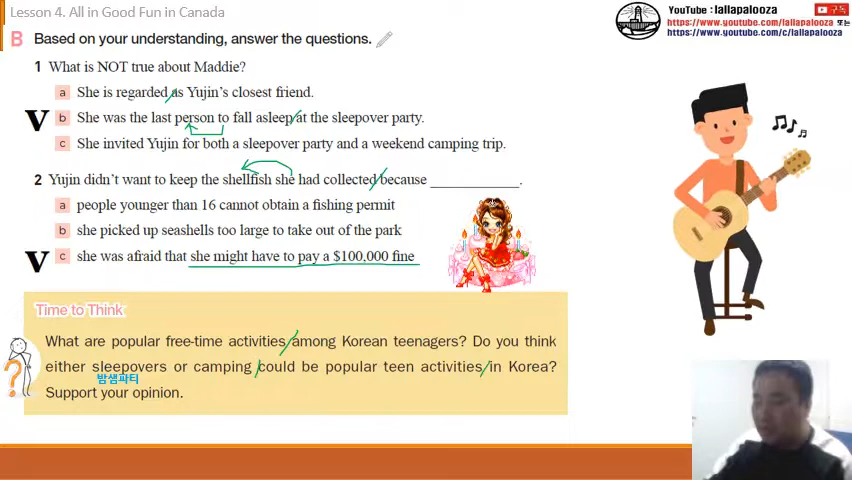 Lesson 4. All in Good Fun in Canada
YouTube : lallapalooza
구독
https://www.youtube.com/lallapalooza 또는
https://www.youtube.com/c/lallapalooza
B Based on your understanding, answer the questions.
1 What is NOT true about Maddie?
a She is regarded as Yujin's closest friend.
V b She was the last person to fall asleep at the sleepover party.
c She invited Yujin for both a sleepover party and a weekend camping trip.
2 Yujin didn't want to keep the shellfish she had collected because __________.
a people younger than 16 cannot obtain a fishing permit
b she picked up seashells too large to take out of the park
V c she was afraid that she might have to pay a $100,000 fine
Time to Think
What are popular free-time activities among Korean teenagers? Do you think
either sleepovers or camping could be popular teen activities in Korea?
밤샘파티
Support your opinion.